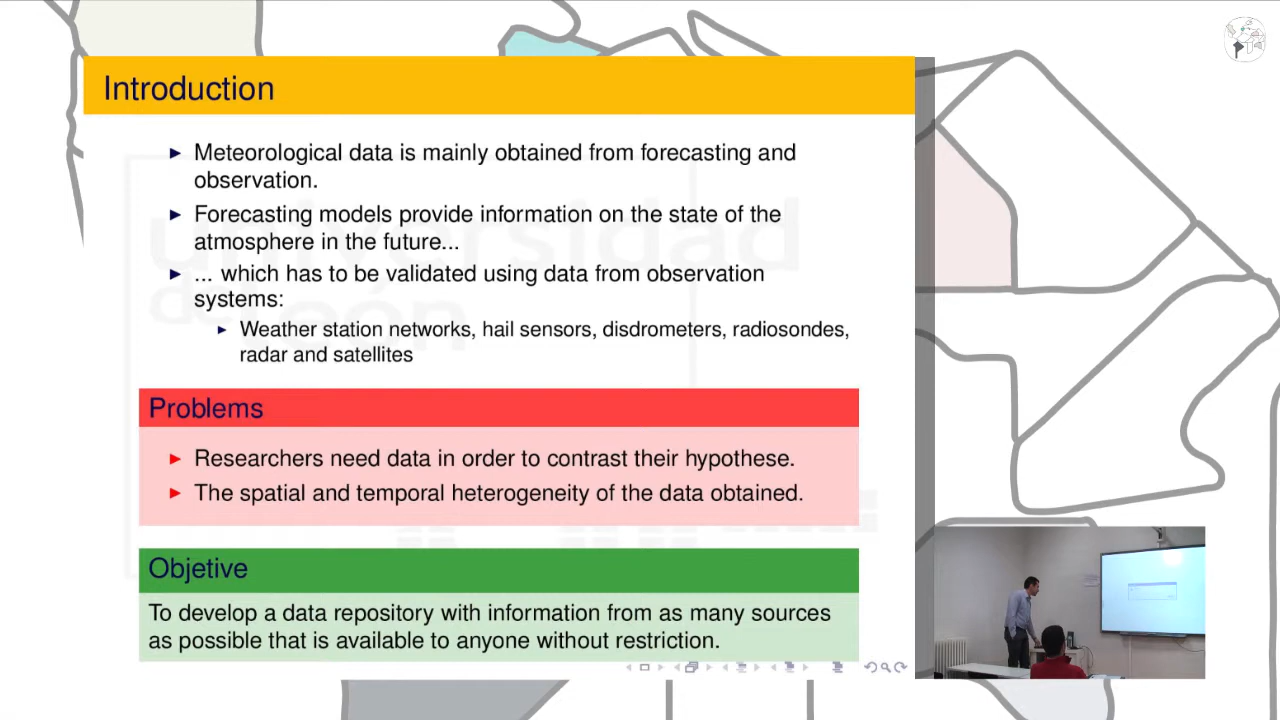 Introduction
Meteorological data is mainly obtained from forecasting and
observation.
Forecasting models provide information on the state of the
atmosphere in the future...
... which has to be validated using data from observation
systems:
Weather station networks, hail sensors, disdrometers, radiosondes,
radar and satellites
Problems
Researchers need data in order to contrast their hypothese.
The spatial and temporal heterogeneity of the data obtained.
Objetive
To develop a data repository with information from as many sources
as possible that is available to anyone without restriction.
universidad
de león